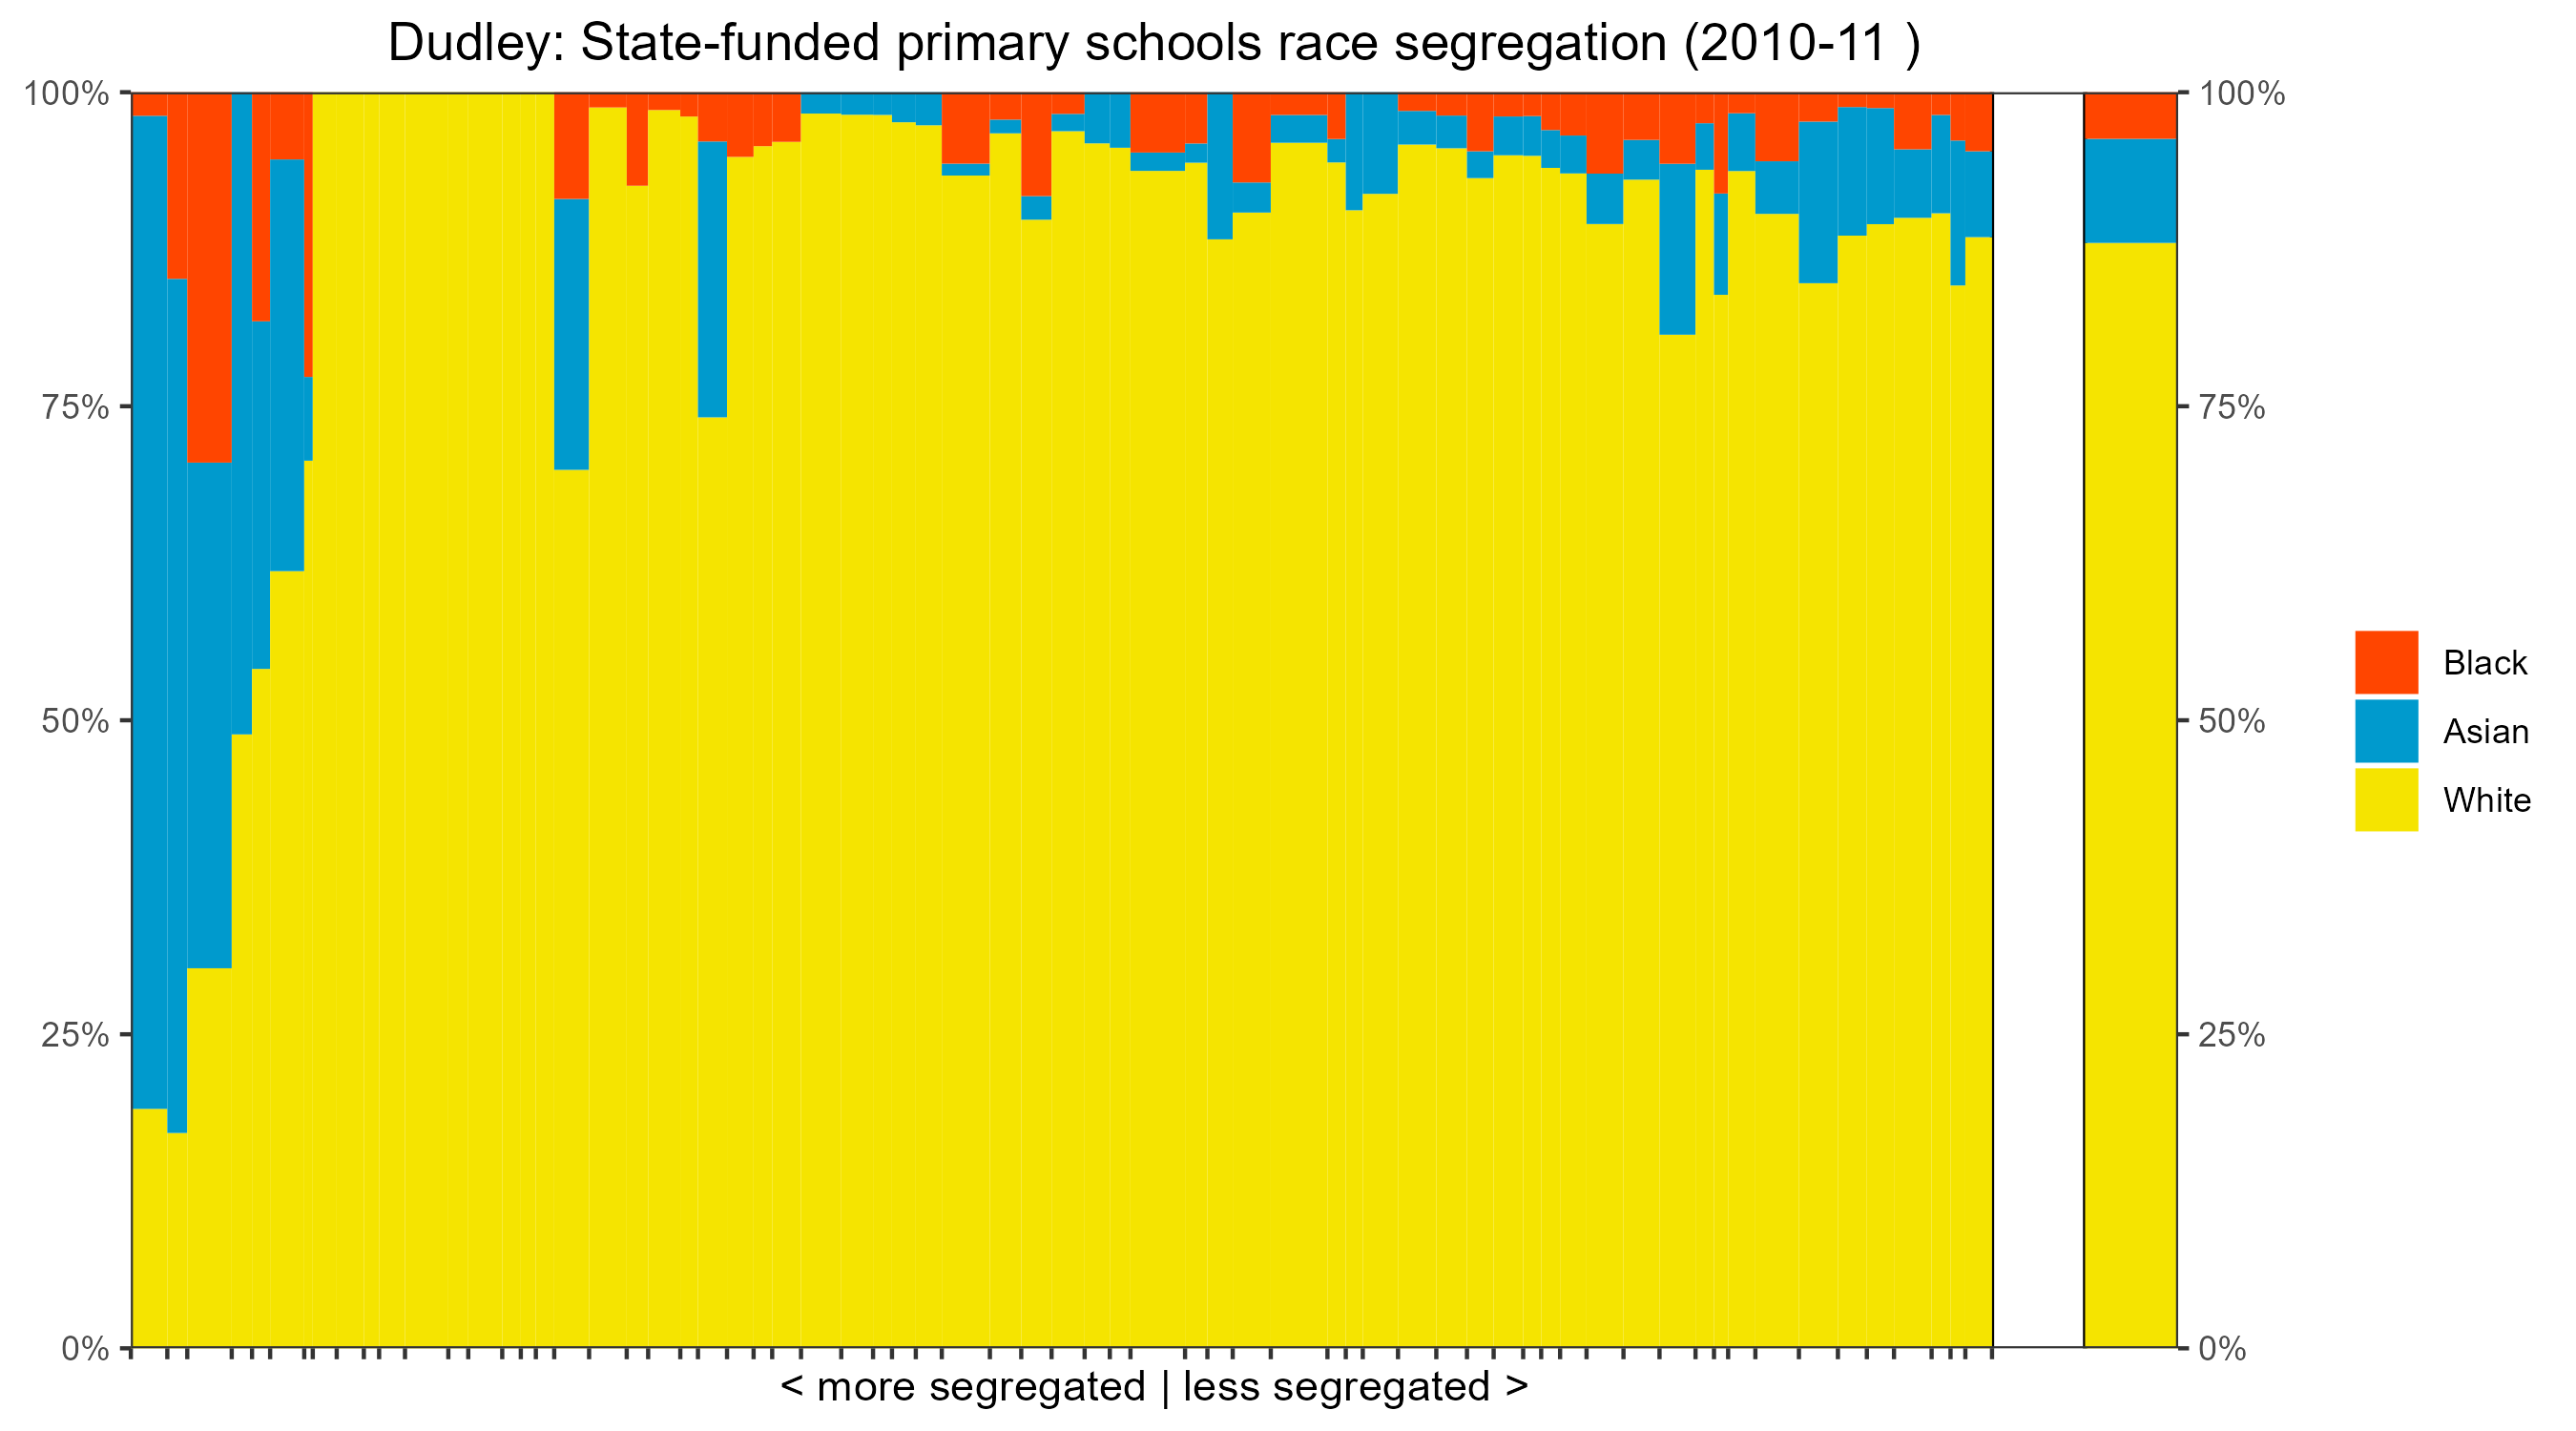 Dudley: State-funded primary schools race segregation (2010-11 )
100%
75%
50%
25%
0%
100%
75%
50%
25%
0%
Black
Asian
White
< more segregated | less segregated >